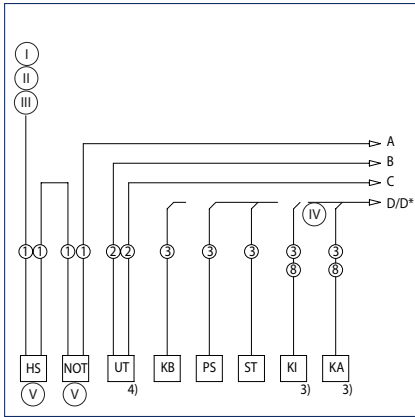 I
II
III
A
B
C
D/D*
IV
1 1 1 1 2 2 3 3 3 3 3
8 8
HS NOT UT KB PS ST KI KA
V V 4) 3) 3)